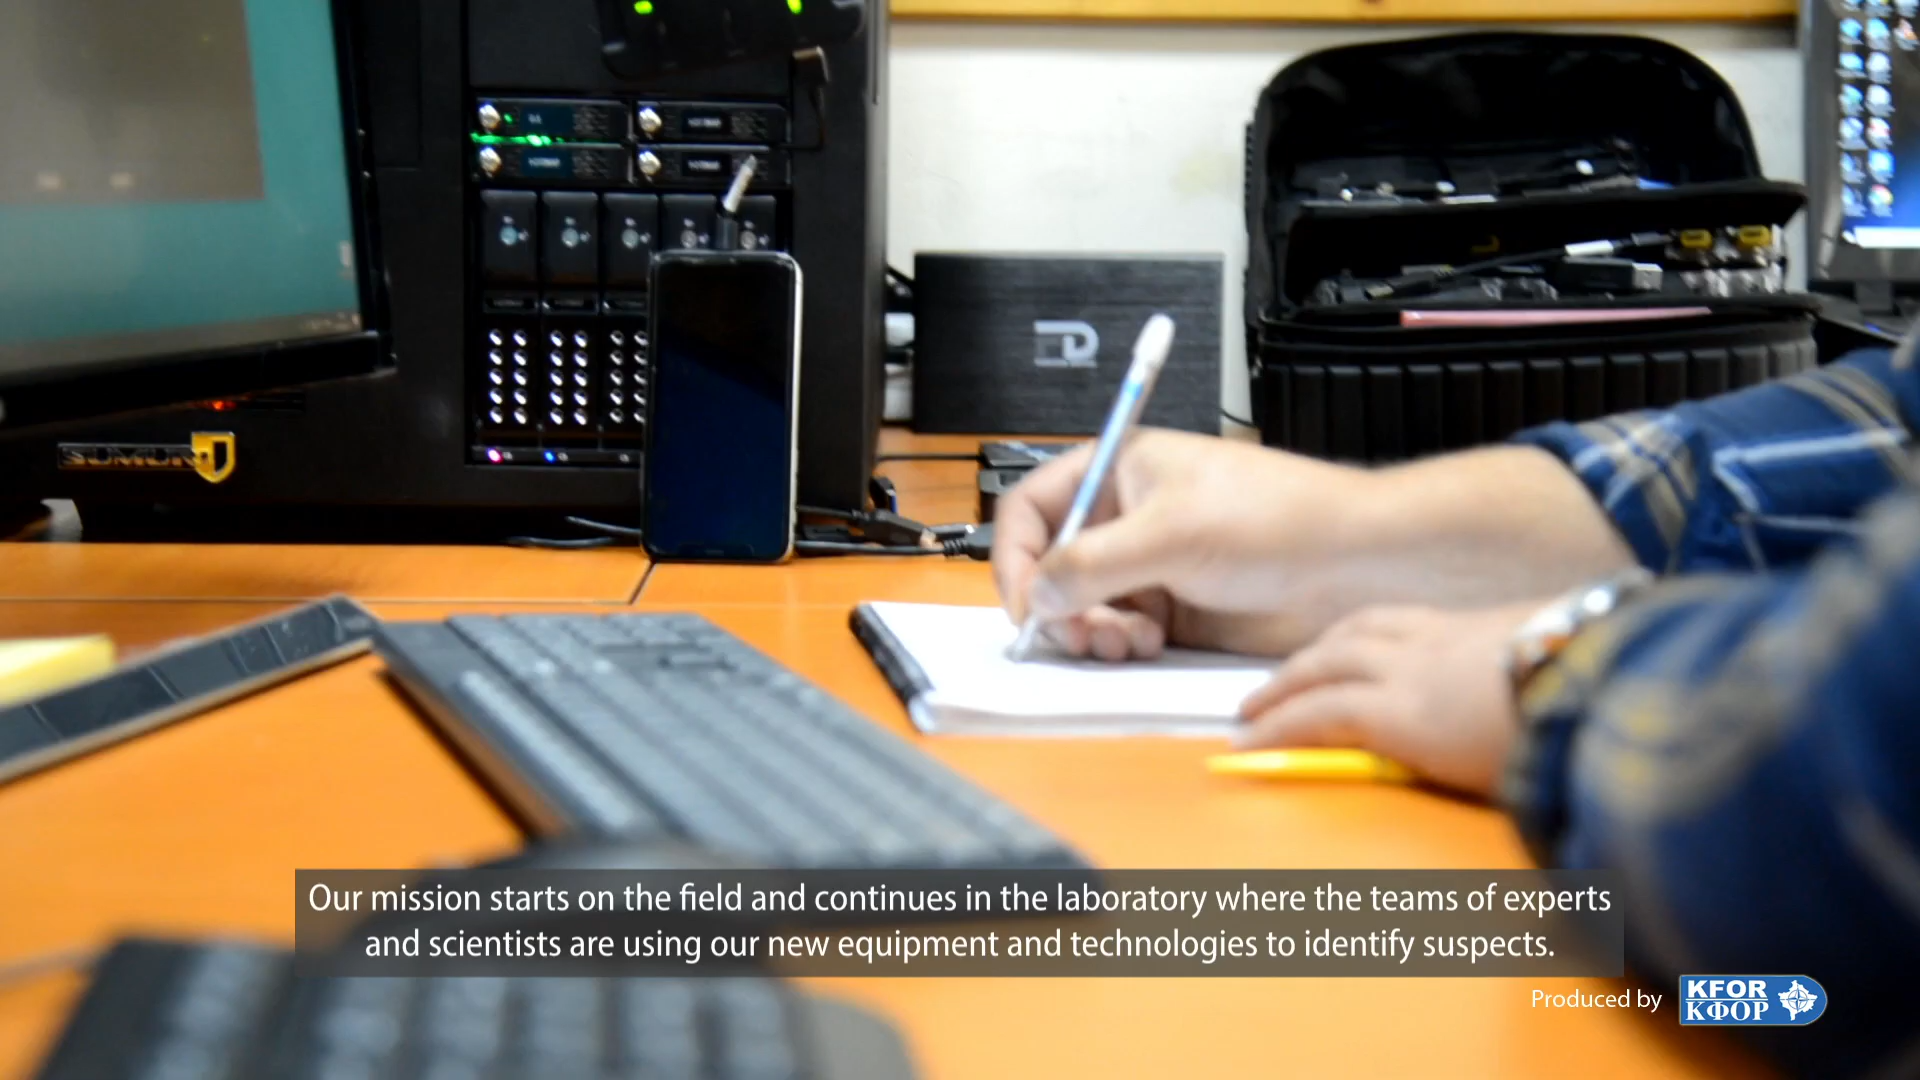 SUMURI
Our mission starts on the field and continues in the laboratory where the teams of experts
and scientists are using our new equipment and technologies to identify suspects.
Produced by
KFOR
КФОР